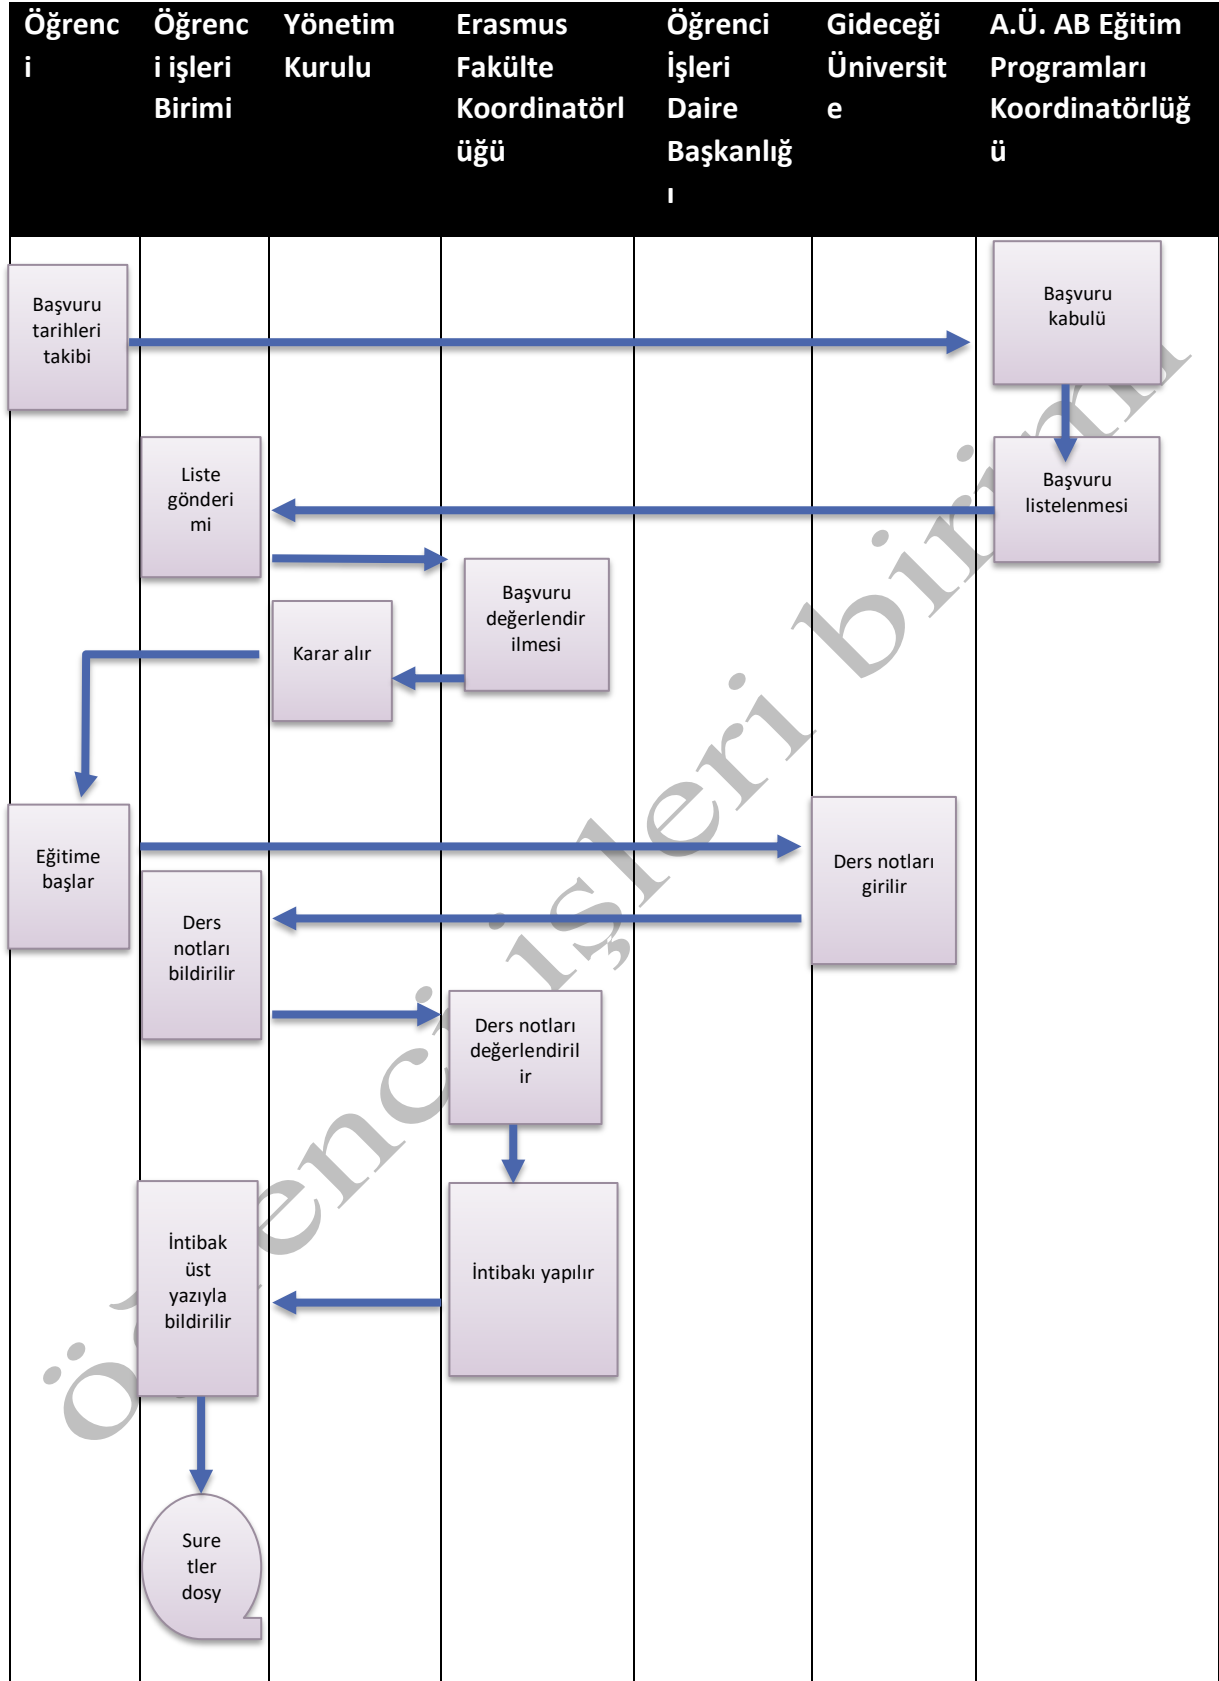 Öğrenc
i
Öğrenc
i işleri
Birimi
Yönetim
Kurulu
Erasmus
Fakülte
Koordinatörl
üğü
Öğrenci
İşleri
Daire
Başkanlığ
ı
Gideceği
Üniversit
e
A.Ü. AB Eğitim
Programları
Koordinatörlüğ
ü
Başvuru
tarihleri
takibi
Başvuru
kabulü
Liste
gönderi
mi
Başvuru
listelenmesi
Başvuru
değerlendir
ilmesi
Karar alır
Eğitime
başlar
Ders notları
girilir
Ders
notları
bildirilir
Ders notları
değerlendiril
ir
İntibak
üst
yazıyla
bildirilir
İntibakı yapılır
Sure
tler
dosy
öğrenci işleri birimi